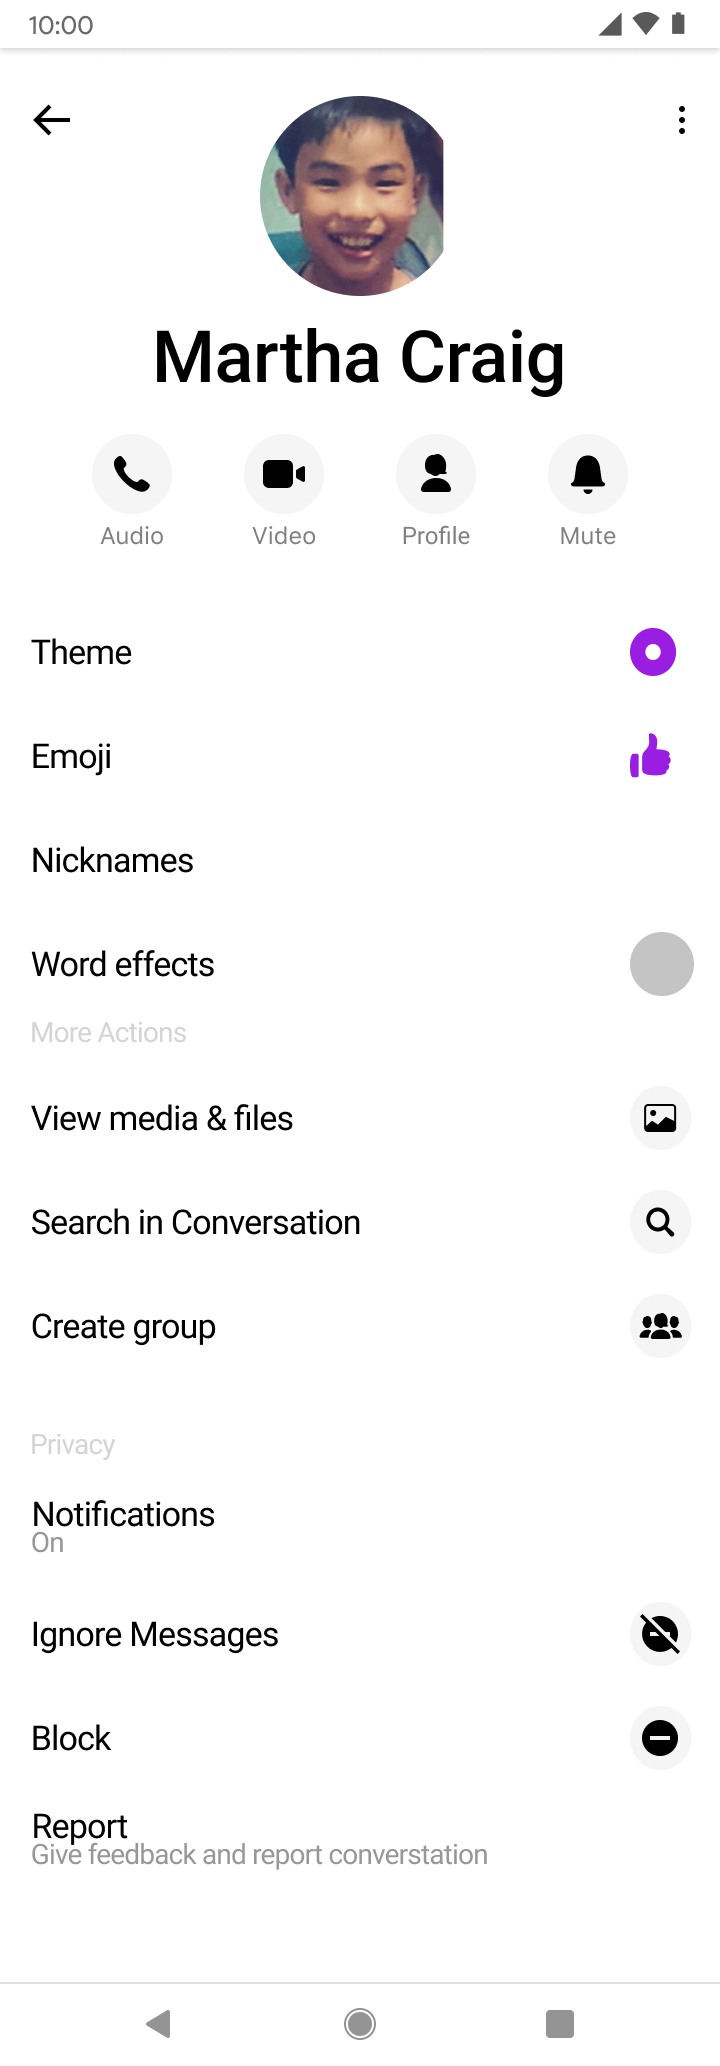 10:00
Martha Craig
Audio Video Profile Mute
Theme
Emoji
Nicknames
Word effects
More Actions
View media & files
Search in Conversation
Create group
Privacy
Notifications
On
Ignore Messages
Block
Report
Give feedback and report converstation